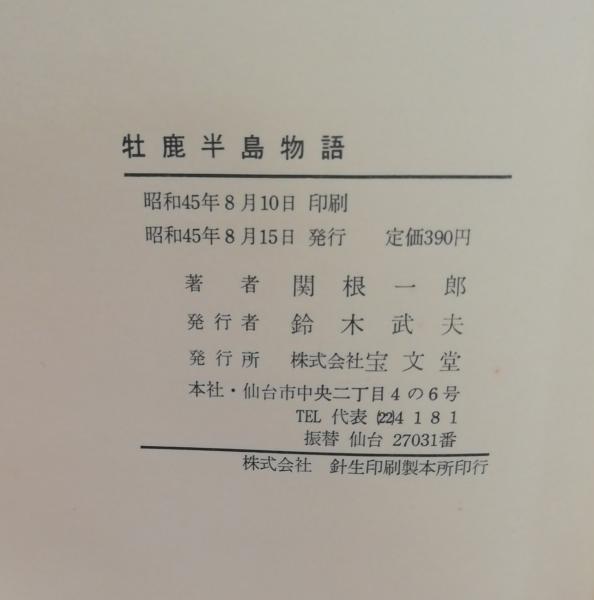 牡鹿半島物語
昭和45年8月10日 印刷
昭和45年8月15日 発行 定価390円
著者 関根一郎
発行者 鈴木武夫
発行所 株式会社宝文堂
本社・仙台市中央二丁目4の6号
TEL 代表 (22)4181
振替 仙台 27031番
株式会社 針生印刷製本所印行